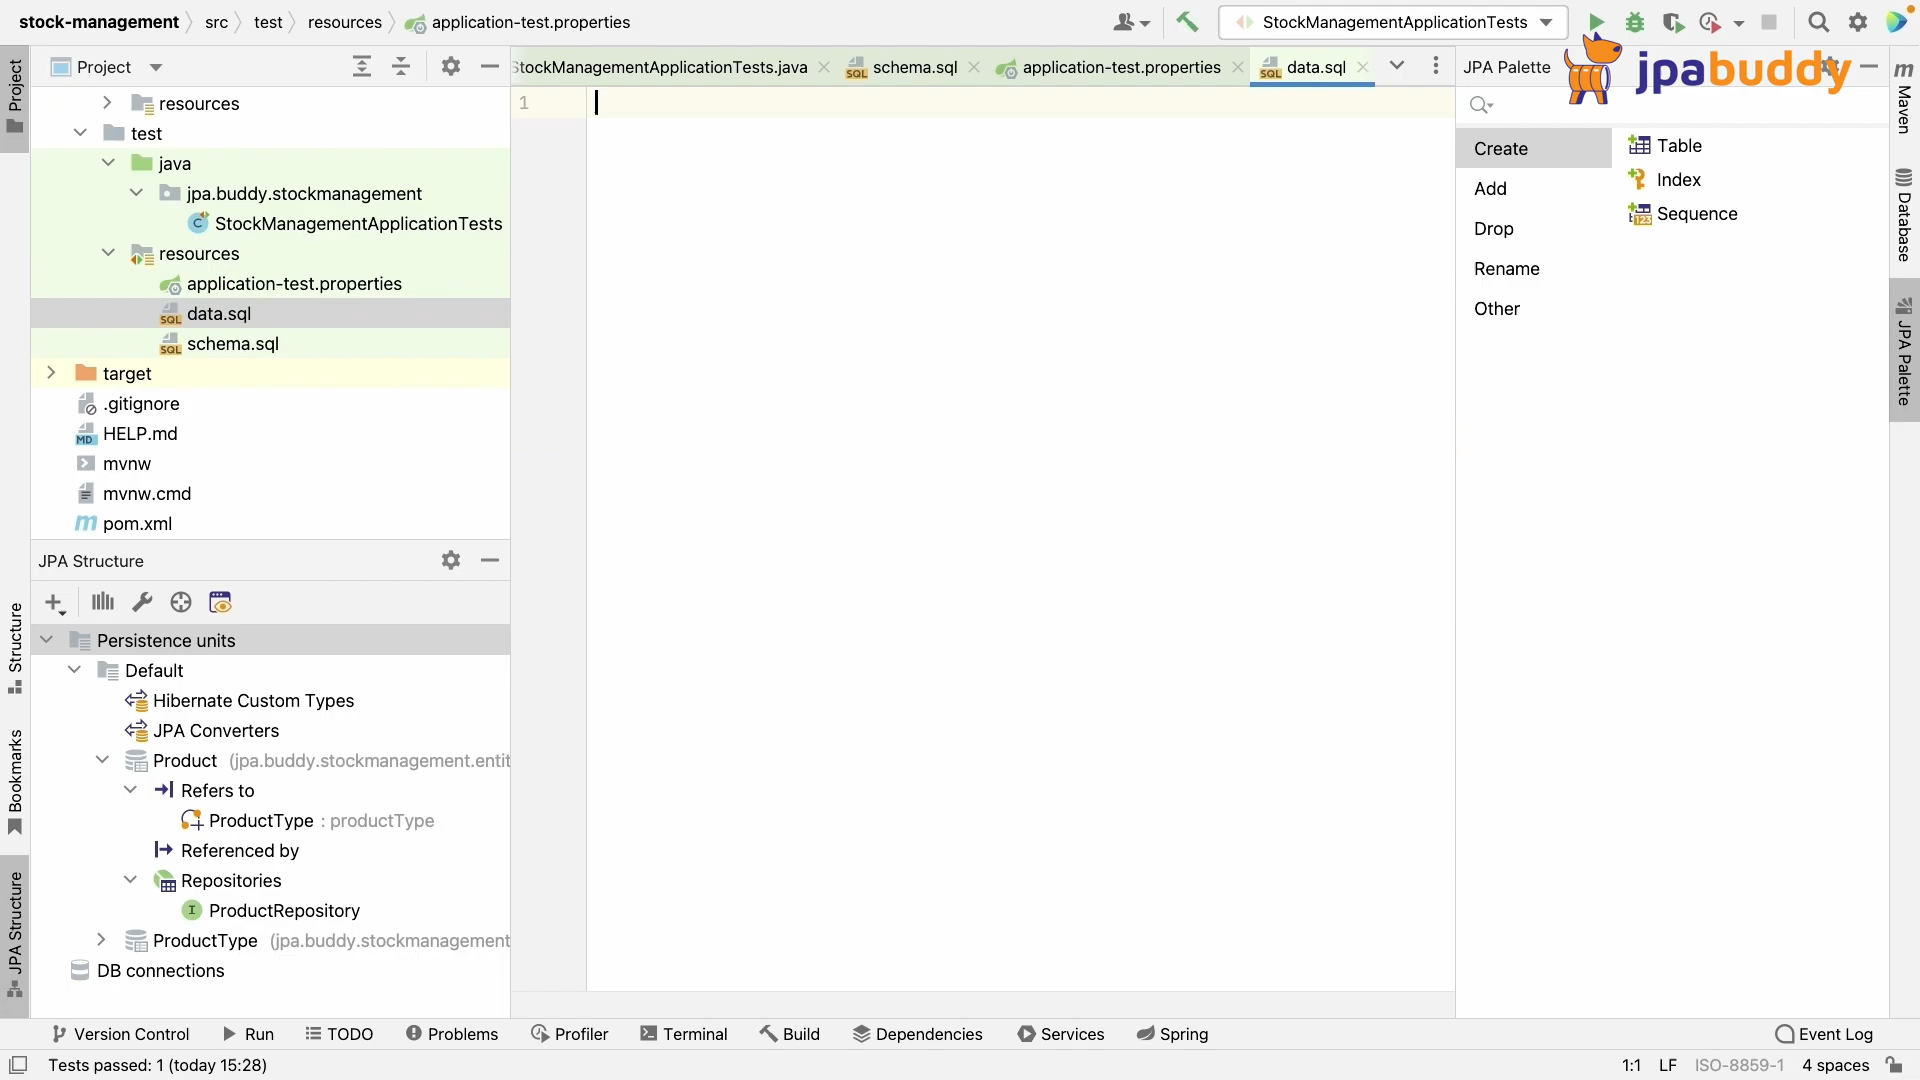 stock-management src test resources application-test.properties
StockManagementApplicationTests
Project
StockManagementApplicationTests.java
schema.sql
application-test.properties
data.sql
JPA Palette
jpabuddy
1
resources
test
java
jpa.buddy.stockmanagement
StockManagementApplicationTests
resources
application-test.properties
data.sql
schema.sql
target
.gitignore
HELP.md
mvnw
mvnw.cmd
pom.xml
JPA Structure
Persistence units
Default
Hibernate Custom Types
JPA Converters
Product (jpa.buddy.stockmanagement.entit
Refers to
ProductType : productType
Referenced by
Repositories
ProductRepository
ProductType (jpa.buddy.stockmanagement
DB connections
Create
Add
Drop
Rename
Other
Table
Index
Sequence
Project
Structure
Bookmarks
JPA Structure
Maven
Database
JPA Palette
Version Control
Run
TODO
Problems
Profiler
Terminal
Build
Dependencies
Services
Spring
Event Log
Tests passed: 1 (today 15:28)
1:1 LF ISO-8859-1 4 spaces